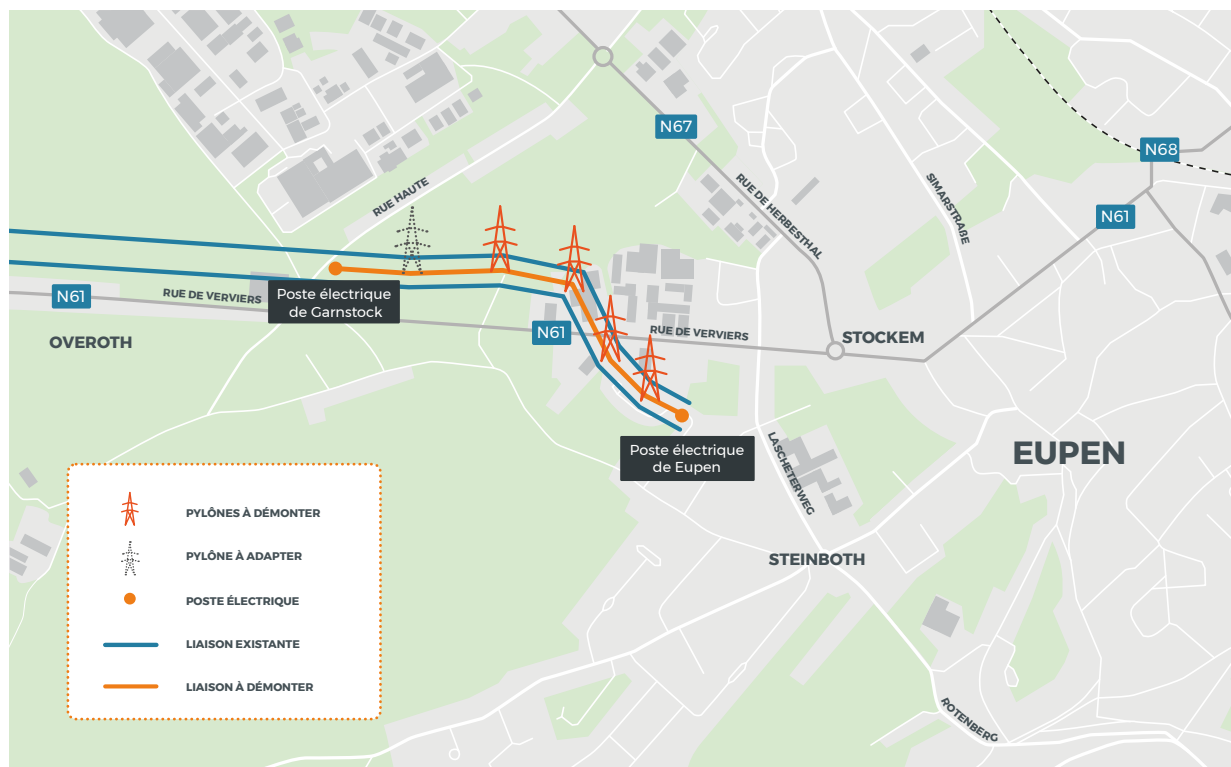 N67
N68
RUE HAUTE
RUE DE HERBESTHAL
SIMARSTRAßE
N61
N61
RUE DE VERVIERS
Poste électrique
de Garnstock
N61
RUE DE VERVIERS
OVEROTH
STOCKEM
Poste électrique
de Eupen
LASCHETERWEG
EUPEN
STEINBOTH
ROTENBERG
PYLÔNES À DÉMONTER
PYLÔNE À ADAPTER
POSTE ÉLECTRIQUE
LIAISON EXISTANTE
LIAISON À DÉMONTER